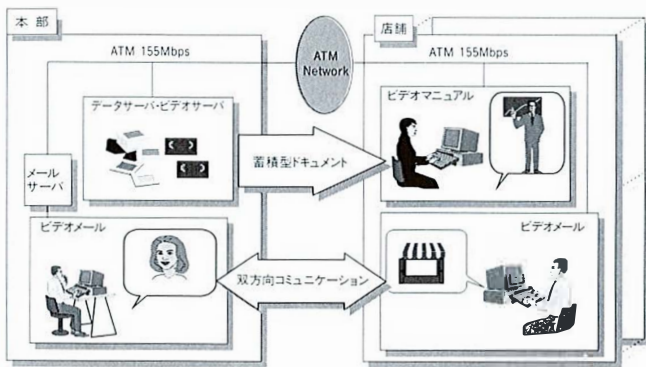 本部
ATM 155Mbps
ATM
Network
店舗
ATM 155Mbps
データサーバ・ビデオサーバ
ビデオマニュアル
蓄積型ドキュメント
メール
サーバ
ビデオメール
ビデオメール
双方向コミュニケーション